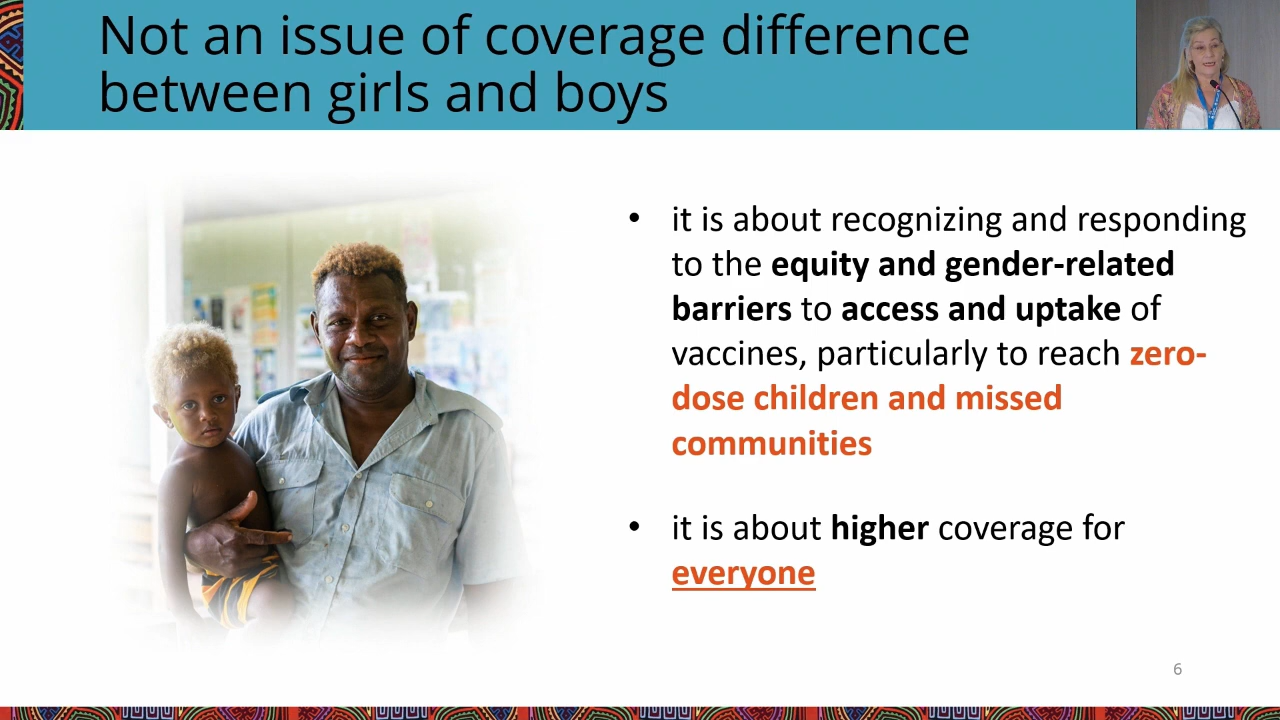 Not an issue of coverage difference
between girls and boys
• it is about recognizing and responding
to the equity and gender-related
barriers to access and uptake of
vaccines, particularly to reach zero-
dose children and missed
communities
• it is about higher coverage for
everyone
6